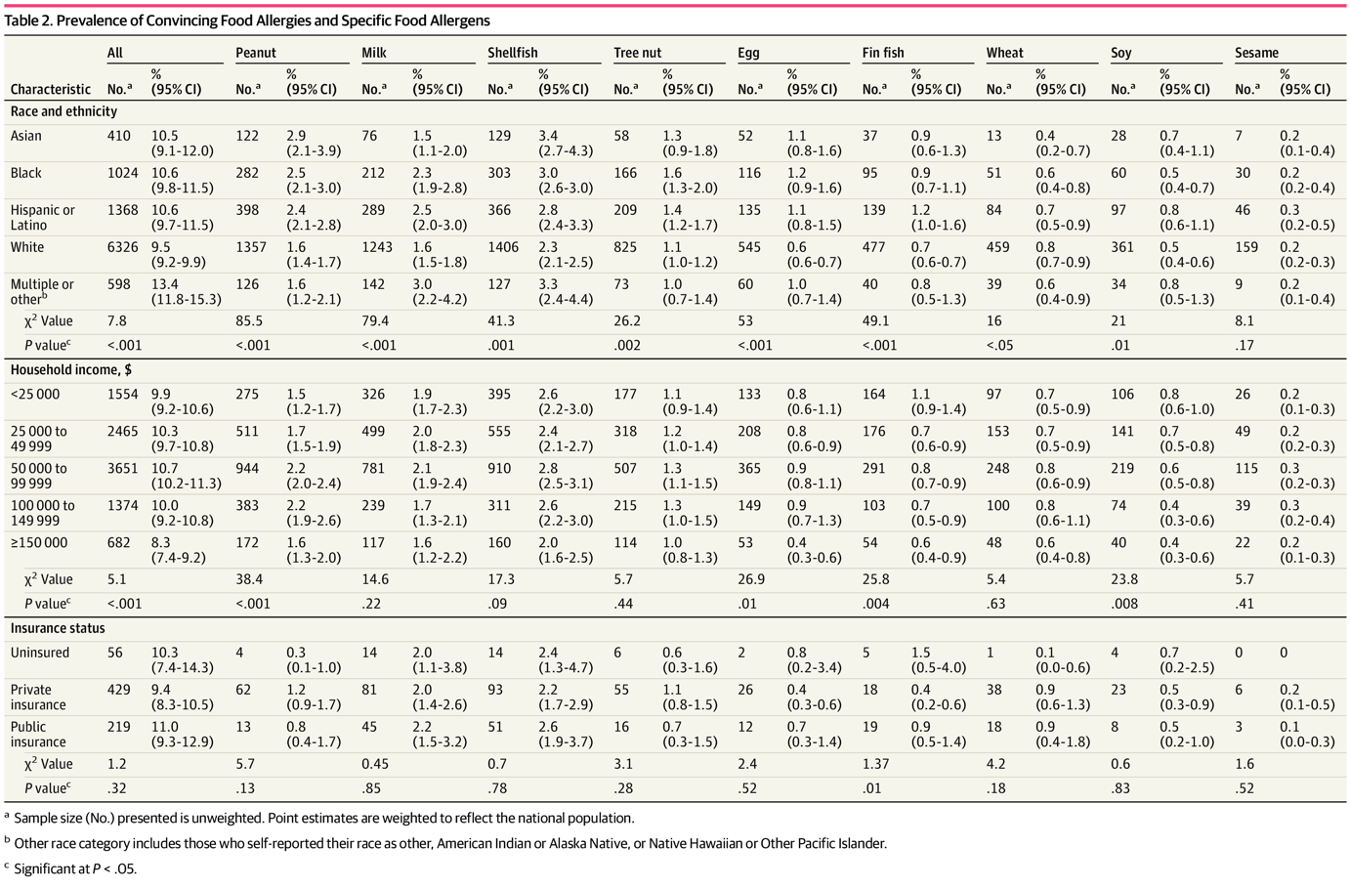 Table 2. Prevalence of Convincing Food Allergies and Specific Food Allergens
All Peanut Milk Shellfish Tree nut Egg Fin fish Wheat Soy Sesame
% % % % % % % % % %
Characteristic No.a (95% CI) No.a (95% CI) No.a (95% CI) No.a (95% CI) No.a (95% CI) No.a (95% CI) No.a (95% CI) No.a (95% CI) No.a (95% CI) No.a (95% CI)
Race and ethnicity
Asian 410 10.5 122 2.9 76 1.5 129 3.4 58 1.3 52 1.1 37 0.9 13 0.4 28 0.7 7 0.2
(9.1-12.0) (2.1-3.9) (1.1-2.0) (2.7-4.3) (0.9-1.8) (0.8-1.6) (0.6-1.3) (0.2-0.7) (0.4-1.1) (0.1-0.4)
Black 1024 10.6 282 2.5 212 2.3 303 3.0 166 1.6 116 1.2 95 0.9 51 0.6 60 0.5 30 0.2
(9.8-11.5) (2.1-3.0) (1.9-2.8) (2.6-3.0) (1.3-2.0) (0.9-1.6) (0.7-1.1) (0.4-0.8) (0.4-0.7) (0.2-0.4)
Hispanic or 1368 10.6 398 2.4 289 2.5 366 2.8 209 1.4 135 1.1 139 1.2 84 0.7 97 0.8 46 0.3
Latino (9.7-11.5) (2.1-2.8) (2.0-3.0) (2.4-3.3) (1.2-1.7) (0.8-1.5) (1.0-1.6) (0.5-0.9) (0.6-1.1) (0.2-0.5)
White 6326 9.5 1357 1.6 1243 1.6 1406 2.3 825 1.1 545 0.6 477 0.7 459 0.8 361 0.5 159 0.2
(9.2-9.9) (1.4-1.7) (1.5-1.8) (2.1-2.5) (1.0-1.2) (0.6-0.7) (0.6-0.7) (0.7-0.9) (0.4-0.6) (0.2-0.3)
Multiple or 598 13.4 126 1.6 142 3.0 127 3.3 73 1.0 60 1.0 40 0.8 39 0.6 34 0.8 9 0.2
otherb (11.8-15.3) (1.2-2.1) (2.2-4.2) (2.4-4.4) (0.7-1.4) (0.7-1.4) (0.5-1.3) (0.4-0.9) (0.5-1.3) (0.1-0.4)
χ2 Value 7.8 85.5 79.4 41.3 26.2 53 49.1 16 21 8.1
P valuec <.001 <.001 <.001 .001 .002 <.001 <.001 <.05 .01 .17
Household income, $
<25 000 1554 9.9 275 1.5 326 1.9 395 2.6 177 1.1 133 0.8 164 1.1 97 0.7 106 0.8 26 0.2
(9.2-10.6) (1.2-1.7) (1.7-2.3) (2.2-3.0) (0.9-1.4) (0.6-1.1) (0.9-1.4) (0.5-0.9) (0.6-1.0) (0.1-0.3)
25 000 to 2465 10.3 511 1.7 499 2.0 555 2.4 318 1.2 208 0.8 176 0.7 153 0.7 141 0.7 49 0.2
49 999 (9.7-10.8) (1.5-1.9) (1.8-2.3) (2.1-2.7) (1.0-1.4) (0.6-0.9) (0.6-0.9) (0.5-0.9) (0.5-0.8) (0.2-0.3)
50 000 to 3651 10.7 944 2.2 781 2.1 910 2.8 507 1.3 365 0.9 291 0.8 248 0.8 219 0.6 115 0.3
99 999 (10.2-11.3) (2.0-2.4) (1.9-2.4) (2.5-3.1) (1.1-1.5) (0.8-1.1) (0.7-0.9) (0.6-0.9) (0.5-0.8) (0.2-0.3)
100 000 to 1374 10.0 383 2.2 239 1.7 311 2.6 215 1.3 149 0.9 103 0.7 100 0.8 74 0.4 39 0.3
149 999 (9.2-10.8) (1.9-2.6) (1.3-2.1) (2.2-3.0) (1.0-1.5) (0.7-1.3) (0.5-0.9) (0.6-1.1) (0.3-0.6) (0.2-0.4)
≥150 000 682 8.3 172 1.6 117 1.6 160 2.0 114 1.0 53 0.4 54 0.6 48 0.6 40 0.4 22 0.2
(7.4-9.2) (1.3-2.0) (1.2-2.2) (1.6-2.5) (0.8-1.3) (0.3-0.6) (0.4-0.9) (0.4-0.8) (0.3-0.6) (0.1-0.3)
χ2 Value 5.1 38.4 14.6 17.3 5.7 26.9 25.8 5.4 23.8 5.7
P valuec <.001 <.001 .22 .09 .44 .01 .004 .63 .008 .41
Insurance status
Uninsured 56 10.3 4 0.3 14 2.0 14 2.4 6 0.6 2 0.8 5 1.5 1 0.1 4 0.7 0 0
(7.4-14.3) (0.1-1.0) (1.1-3.8) (1.3-4.7) (0.3-1.6) (0.2-3.4) (0.5-4.0) (0.0-0.6) (0.2-2.5)
Private 429 9.4 62 1.2 81 2.0 93 2.2 55 1.1 26 0.4 18 0.4 38 0.9 23 0.5 6 0.2
insurance (8.3-10.5) (0.9-1.7) (1.4-2.6) (1.7-2.9) (0.8-1.5) (0.3-0.6) (0.2-0.6) (0.6-1.3) (0.3-0.9) (0.1-0.5)
Public 219 11.0 13 0.8 45 2.2 51 2.6 16 0.7 12 0.7 19 0.9 18 0.9 8 0.5 3 0.1
insurance (9.3-12.9) (0.4-1.7) (1.5-3.2) (1.9-3.7) (0.3-1.5) (0.3-1.4) (0.5-1.4) (0.4-1.8) (0.2-1.0) (0.0-0.3)
χ2 Value 1.2 5.7 0.45 0.7 3.1 2.4 1.37 4.2 0.6 1.6
P valuec .32 .13 .85 .78 .28 .52 .01 .18 .83 .52
a Sample size (No.) presented is unweighted. Point estimates are weighted to reflect the national population.
b Other race category includes those who self-reported their race as other, American Indian or Alaska Native, or Native Hawaiian or Other Pacific Islander.
c Significant at P < .05.